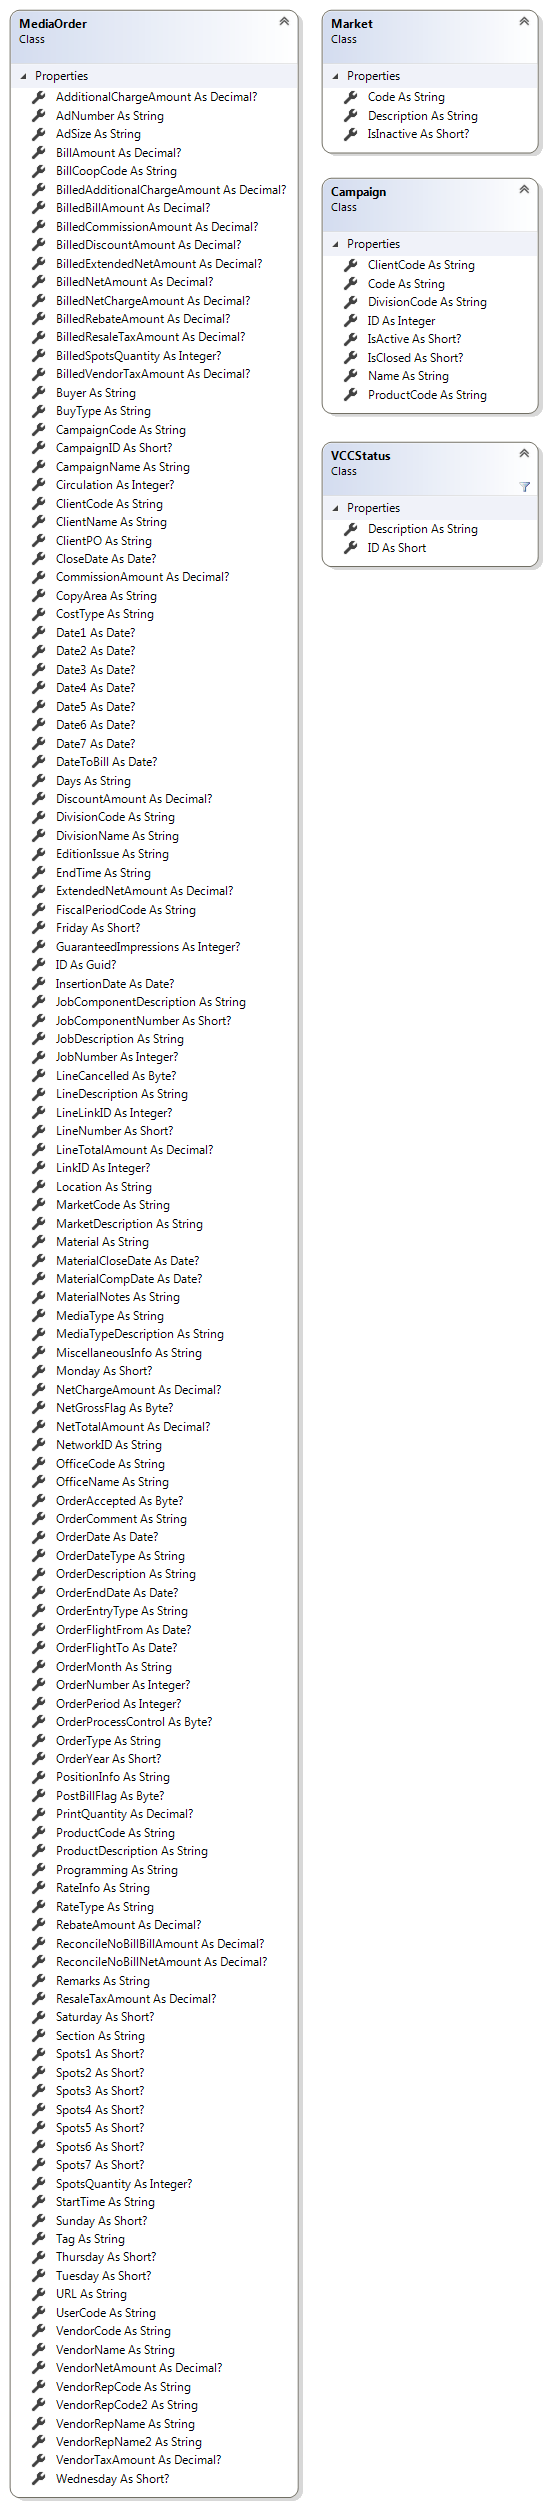 MediaOrder
Class
Properties
AdditionalChargeAmount As Decimal?
AdNumber As String
AdSize As String
BillAmount As Decimal?
BillCoopCode As String
BilledAdditionalChargeAmount As Decimal?
BilledBillAmount As Decimal?
BilledCommissionAmount As Decimal?
BilledDiscountAmount As Decimal?
BilledExtendedNetAmount As Decimal?
BilledNetAmount As Decimal?
BilledNetChargeAmount As Decimal?
BilledRebateAmount As Decimal?
BilledResaleTaxAmount As Decimal?
BilledSpotsQuantity As Integer?
BilledVendorTaxAmount As Decimal?
Buyer As String
BuyType As String
CampaignCode As String
CampaignID As Short?
CampaignName As String
Circulation As Integer?
ClientCode As String
ClientName As String
ClientPO As String
CloseDate As Date?
CommissionAmount As Decimal?
CopyArea As String
CostType As String
Date1 As Date?
Date2 As Date?
Date3 As Date?
Date4 As Date?
Date5 As Date?
Date6 As Date?
Date7 As Date?
DateToBill As Date?
Days As String
DiscountAmount As Decimal?
DivisionCode As String
DivisionName As String
EditionIssue As String
EndTime As String
ExtendedNetAmount As Decimal?
FiscalPeriodCode As String
Friday As Short?
GuaranteedImpressions As Integer?
ID As Guid?
InsertionDate As Date?
JobComponentDescription As String
JobComponentNumber As Short?
JobDescription As String
JobNumber As Integer?
LineCancelled As Byte?
LineDescription As String
LineLinkID As Integer?
LineNumber As Short?
LineTotalAmount As Decimal?
LinkID As Integer?
Location As String
MarketCode As String
MarketDescription As String
Material As String
MaterialCloseDate As Date?
MaterialCompDate As Date?
MaterialNotes As String
MediaType As String
MediaTypeDescription As String
MiscellaneousInfo As String
Monday As Short?
NetChargeAmount As Decimal?
NetGrossFlag As Byte?
NetTotalAmount As Decimal?
NetworkID As String
OfficeCode As String
OfficeName As String
OrderAccepted As Byte?
OrderComment As String
OrderDate As Date?
OrderDateType As String
OrderDescription As String
OrderEndDate As Date?
OrderEntryType As String
OrderFlightFrom As Date?
OrderFlightTo As Date?
OrderMonth As String
OrderNumber As Integer?
OrderPeriod As Integer?
OrderProcessControl As Byte?
OrderType As String
OrderYear As Short?
PositionInfo As String
PostBillFlag As Byte?
PrintQuantity As Decimal?
ProductCode As String
ProductDescription As String
Programming As String
RateInfo As String
RateType As String
RebateAmount As Decimal?
ReconcileNoBillBillAmount As Decimal?
ReconcileNoBillNetAmount As Decimal?
Remarks As String
ResaleTaxAmount As Decimal?
Saturday As Short?
Section As String
Spots1 As Short?
Spots2 As Short?
Spots3 As Short?
Spots4 As Short?
Spots5 As Short?
Spots6 As Short?
Spots7 As Short?
SpotsQuantity As Integer?
StartTime As String
Sunday As Short?
Tag As String
Thursday As Short?
Tuesday As Short?
URL As String
UserCode As String
VendorCode As String
VendorName As String
VendorNetAmount As Decimal?
VendorRepCode As String
VendorRepCode2 As String
VendorRepName As String
VendorRepName2 As String
VendorTaxAmount As Decimal?
Wednesday As Short?
Market
Class
Properties
Code As String
Description As String
IsInactive As Short?
Campaign
Class
Properties
ClientCode As String
Code As String
DivisionCode As String
ID As Integer
IsActive As Short?
IsClosed As Short?
Name As String
ProductCode As String
VCCStatus
Class
Properties
Description As String
ID As Short